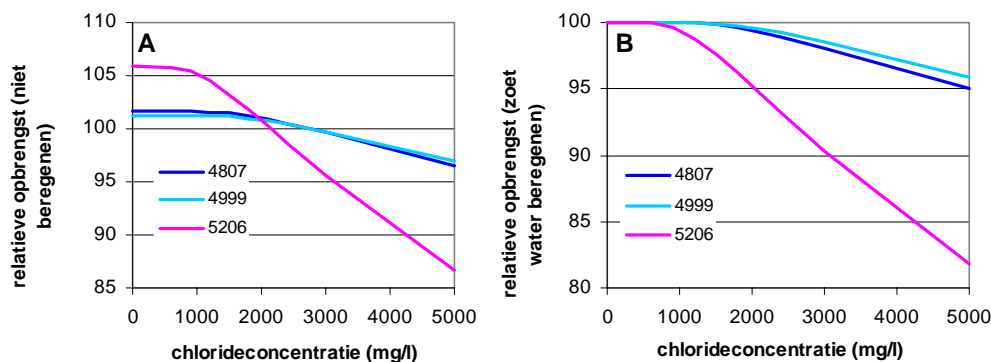 A
relatieve opbrengst (niet
beregenen)
110
105
100
95
90
85
4807
4999
5206
0 1000 2000 3000 4000 5000
chlorideconcentratie (mg/l)
B
relatieve opbrengst (zoet
water beregenen)
100
95
90
85
80
4807
4999
5206
0 1000 2000 3000 4000 5000
chlorideconcentratie (mg/l)